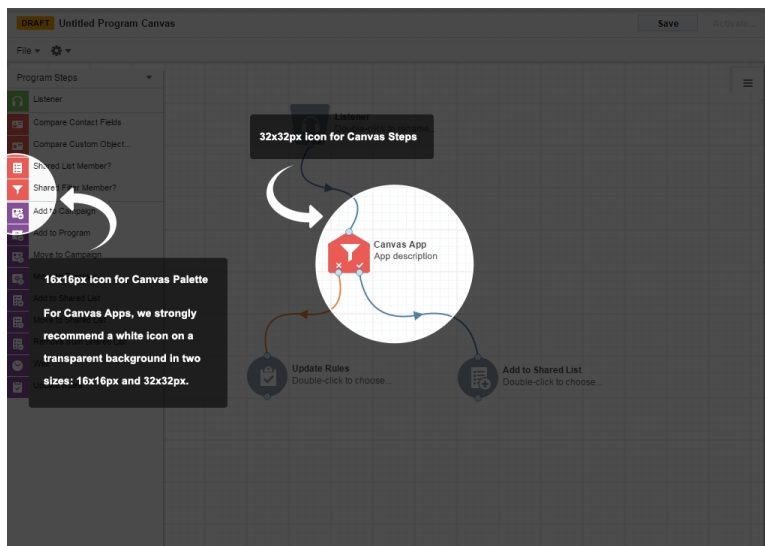 DRAFT Untitled Program Canvas
Save
Activate...
File
Program Steps
Listener
Compare Contact Fields
Compare Custom Object...
Shared List Member?
Shared Filter Member?
Add to Campaign
Add to Program
Move to Campaign
Add to Shared List
Listener
32x32px icon for Canvas Steps
Canvas App
App description
16x16px icon for Canvas Palette
For Canvas Apps, we strongly
recommend a white icon on a
transparent background in two
sizes: 16x16px and 32x32px.
Update Rules
Double-click to choose...
Add to Shared List
Double-click to choose...